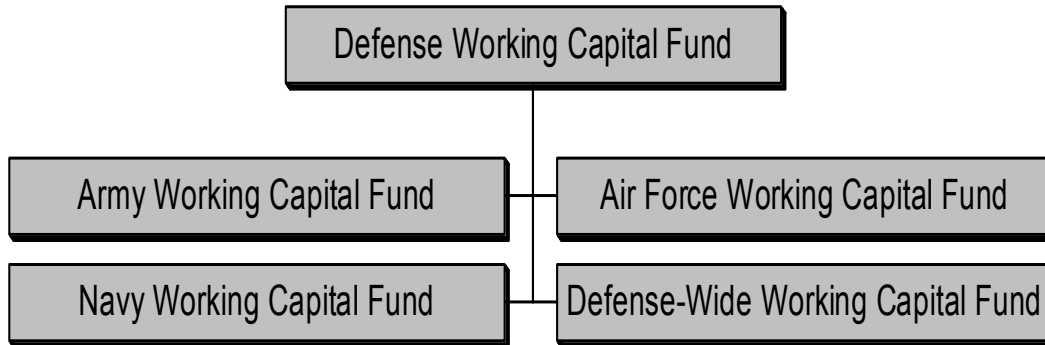 Defense Working Capital Fund
Army Working Capital Fund
Air Force Working Capital Fund
Navy Working Capital Fund
Defense-Wide Working Capital Fund